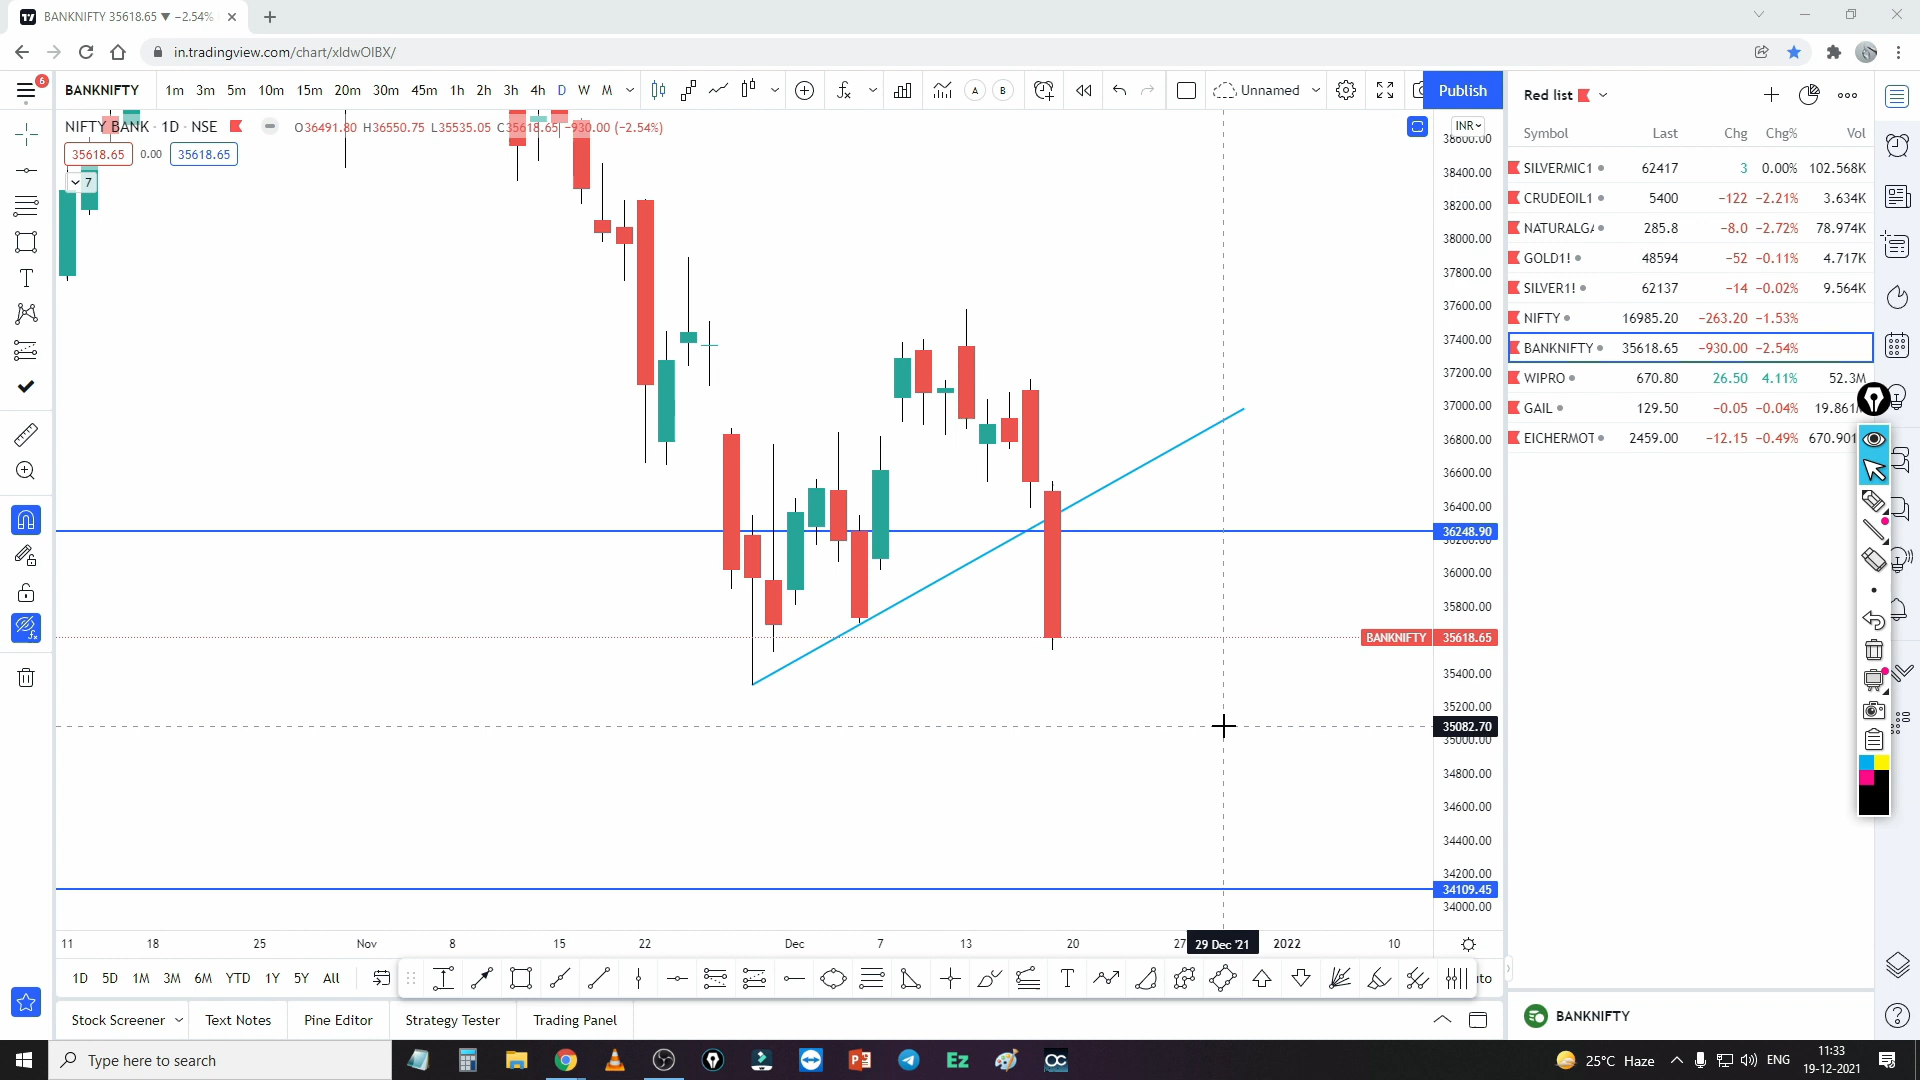 BANKNIFTY 35618.65 ▼ −2.54%
in.tradingview.com/chart/xldwOIBX/
6
BANKNIFTY 1m 3m 5m 10m 15m 20m 30m 45m 1h 2h 3h 4h D W M A B Unnamed Publish
NIFTY BANK · 1D · NSE O36491.80 H36550.75 L35535.05 C35618.65 −930.00 (−2.54%)
35618.65 0.00 35618.65
7
INR
38600.00
38400.00
38200.00
38000.00
37800.00
37600.00
37400.00
37200.00
37000.00
36800.00
36600.00
36400.00
36248.90
36200.00
36000.00
35800.00
BANKNIFTY 35618.65
35400.00
35200.00
35082.70
35000.00
34800.00
34600.00
34400.00
34200.00
34109.45
34000.00
11 18 25 Nov 8 15 22 Dec 7 13 20 27 29 Dec '21 2022 10
1D 5D 1M 3M 6M YTD 1Y 5Y All
Stock Screener Text Notes Pine Editor Strategy Tester Trading Panel
Red list
Symbol Last Chg Chg% Vol
SILVERMIC1 62417 3 0.00% 102.568K
CRUDEOIL1 5400 −122 −2.21% 3.634K
NATURALGA 285.8 −8.0 −2.72% 78.974K
GOLD1! 48594 −52 −0.11% 4.717K
SILVER1! 62137 −14 −0.02% 9.564K
NIFTY 16985.20 −263.20 −1.53%
BANKNIFTY 35618.65 −930.00 −2.54%
WIPRO 670.80 26.50 4.11% 52.3M
GAIL 129.50 −0.05 −0.04% 19.861
EICHERMOT 2459.00 −12.15 −0.49% 670.901
BANKNIFTY
Type here to search
Ez
OC
25°C Haze
ENG
11:33
19-12-2021